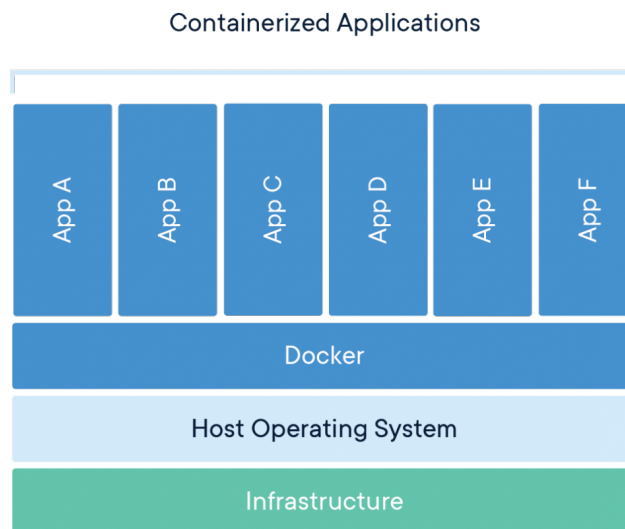 Containerized Applications
App A
App B
App C
App D
App E
App F
Docker
Host Operating System
Infrastructure